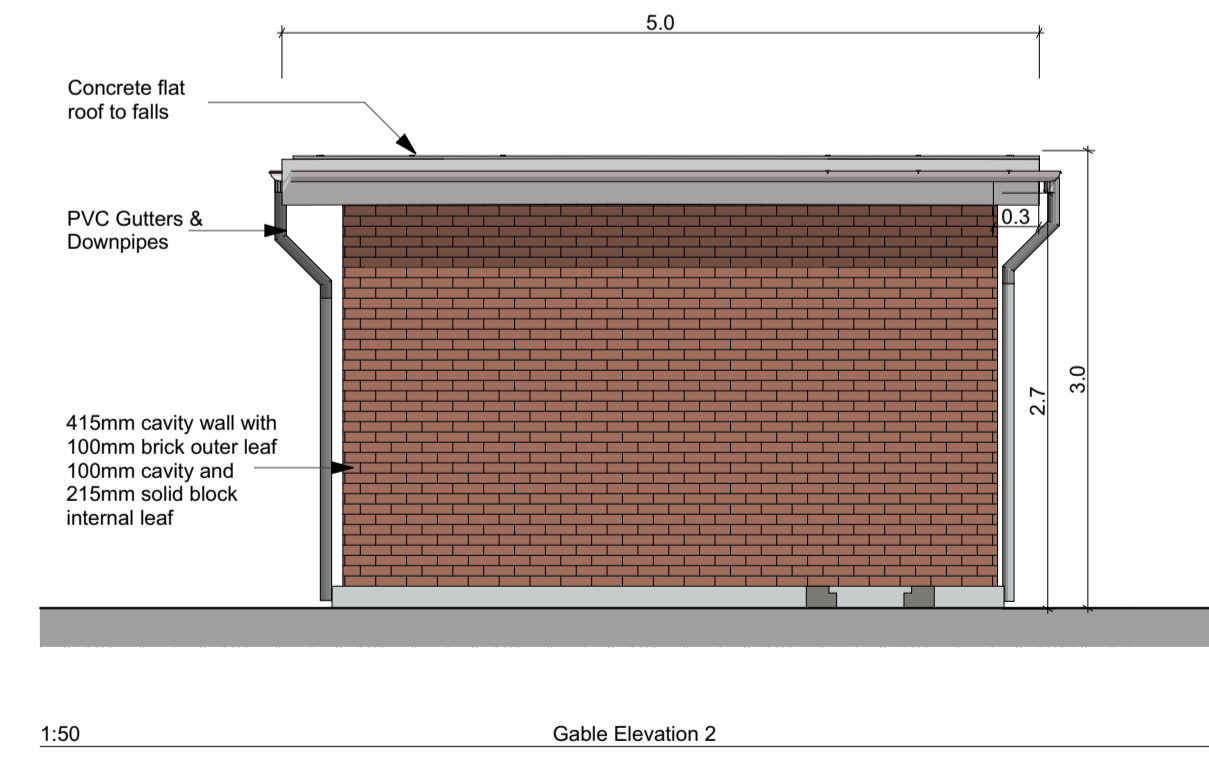 5.0
Concrete flat
roof to falls
PVC Gutters &
Downpipes
0.3
415mm cavity wall with
100mm brick outer leaf
100mm cavity and
215mm solid block
internal leaf
2.7
3.0
1:50
Gable Elevation 2